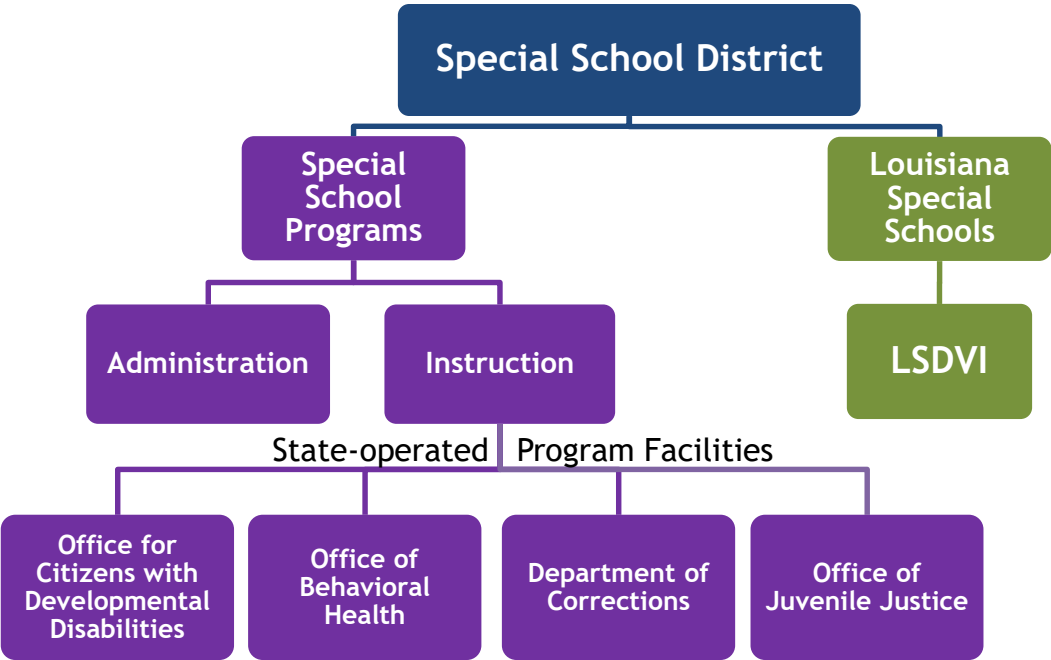 Special School District
Special
School
Programs
Louisiana
Special
Schools
Administration
Instruction
LSDVI
State-operated Program Facilities
Office for
Citizens with
Developmental
Disabilities
Office of
Behavioral
Health
Department of
Corrections
Office of
Juvenile Justice